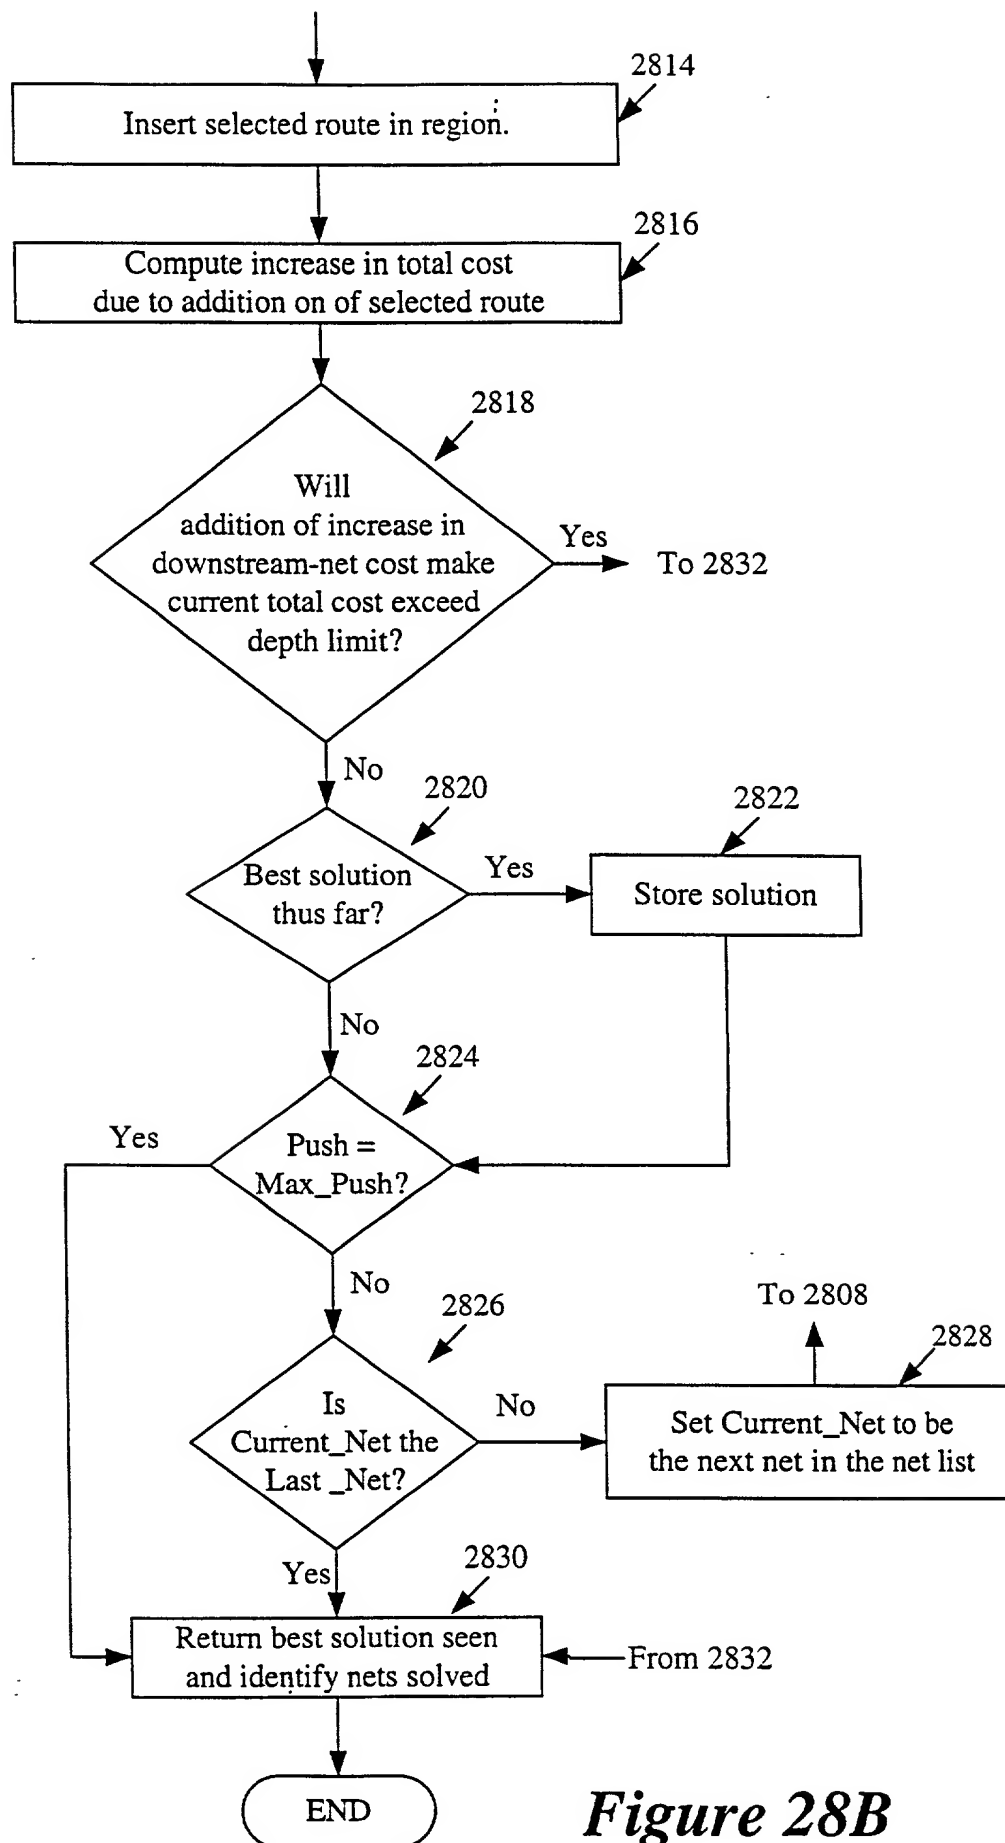 2814
Insert selected route in region.
2816
Compute increase in total cost
due to addition on of selected route
2818
Will
addition of increase in
downstream-net cost make
current total cost exceed
depth limit?
Yes
To 2832
No
2820
Best solution
thus far?
Yes
2822
Store solution
No
2824
Push =
Max_Push?
Yes
No
2826
Is
Current_Net the
Last _Net?
No
To 2808
2828
Set Current_Net to be
the next net in the net list
Yes
2830
Return best solution seen
and identify nets solved
From 2832
END
Figure 28B